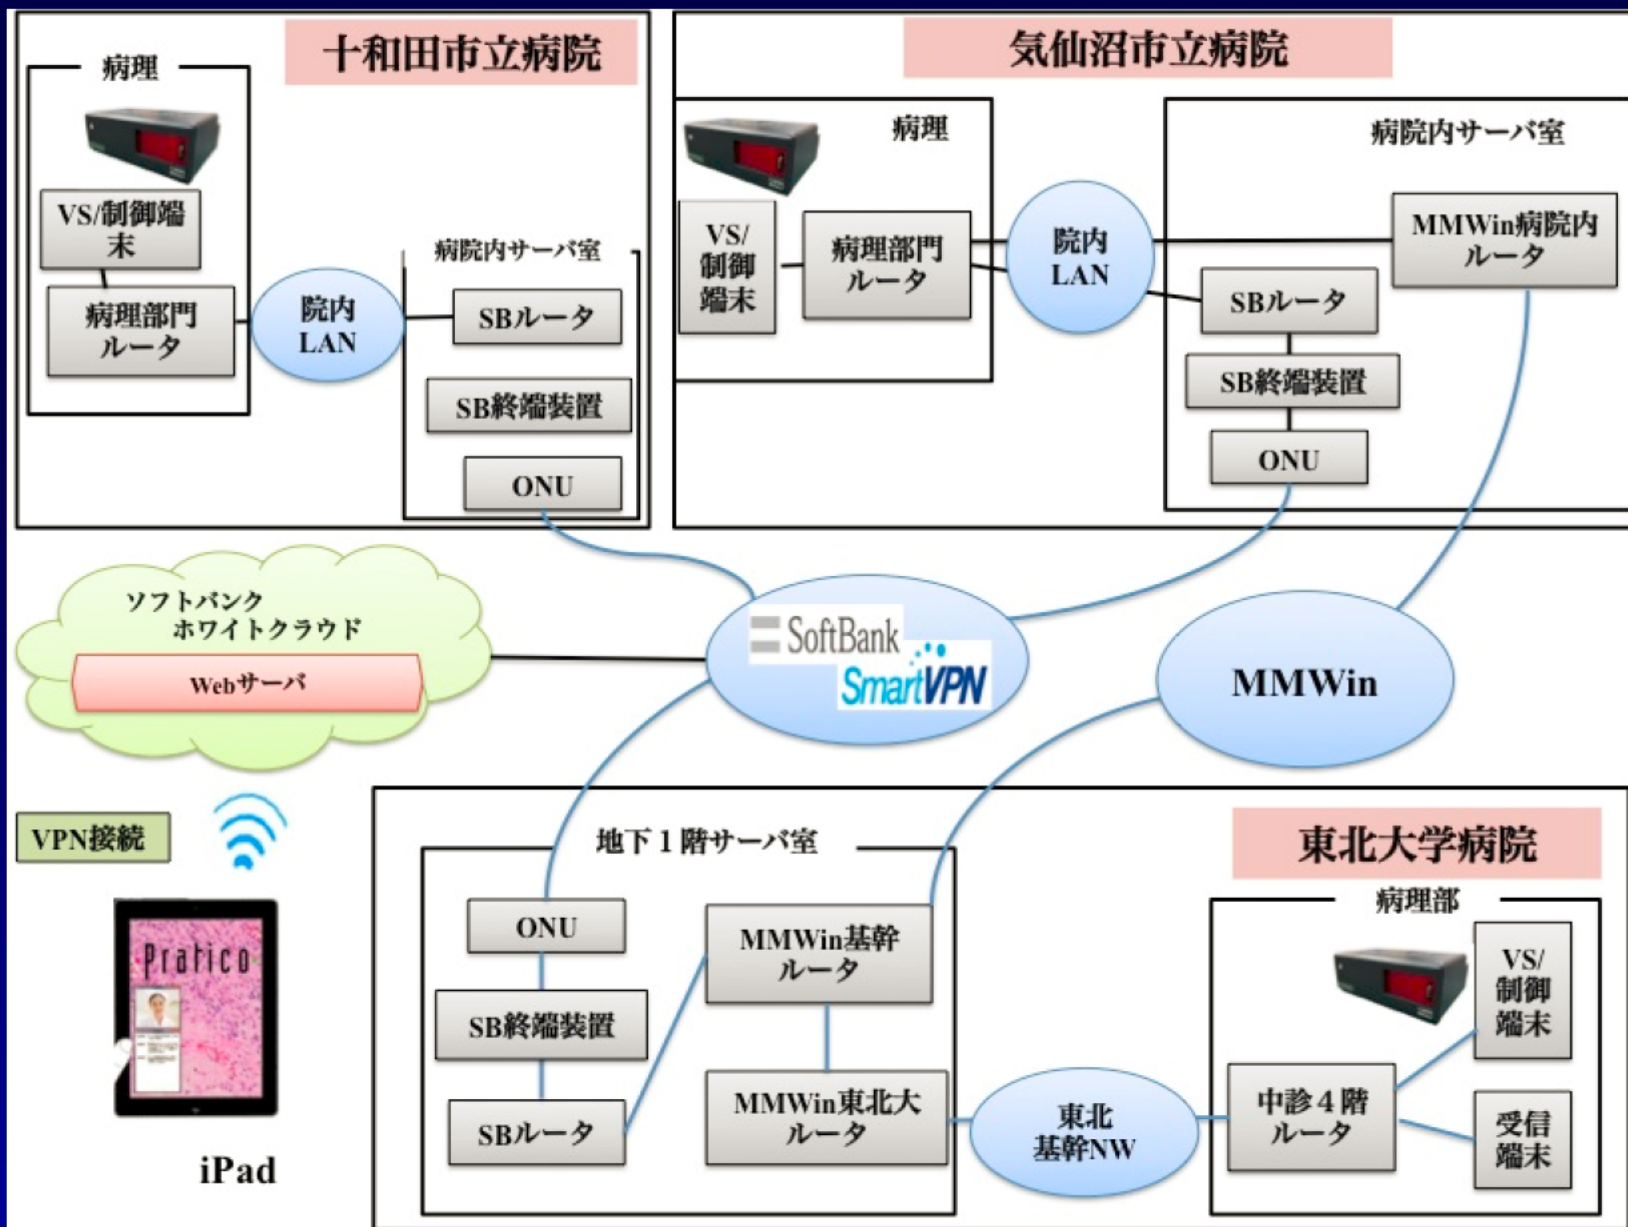 十和田市立病院
病理
VS/制御端
末
病理部門
ルータ
院内
LAN
病院内サーバ室
SBルータ
SB終端装置
ONU
気仙沼市立病院
病理
VS/
制御
端末
病理部門
ルータ
院内
LAN
病院内サーバ室
MMWin病院内
ルータ
SBルータ
SB終端装置
ONU
ソフトバンク
ホワイトクラウド
Webサーバ
SoftBank
SmartVPN
MMWin
VPN接続
Pratico
iPad
東北大学病院
地下１階サーバ室
ONU
SB終端装置
SBルータ
MMWin基幹
ルータ
MMWin東北大
ルータ
東北
基幹NW
病理部
VS/
制御
端末
中診４階
ルータ
受信
端末